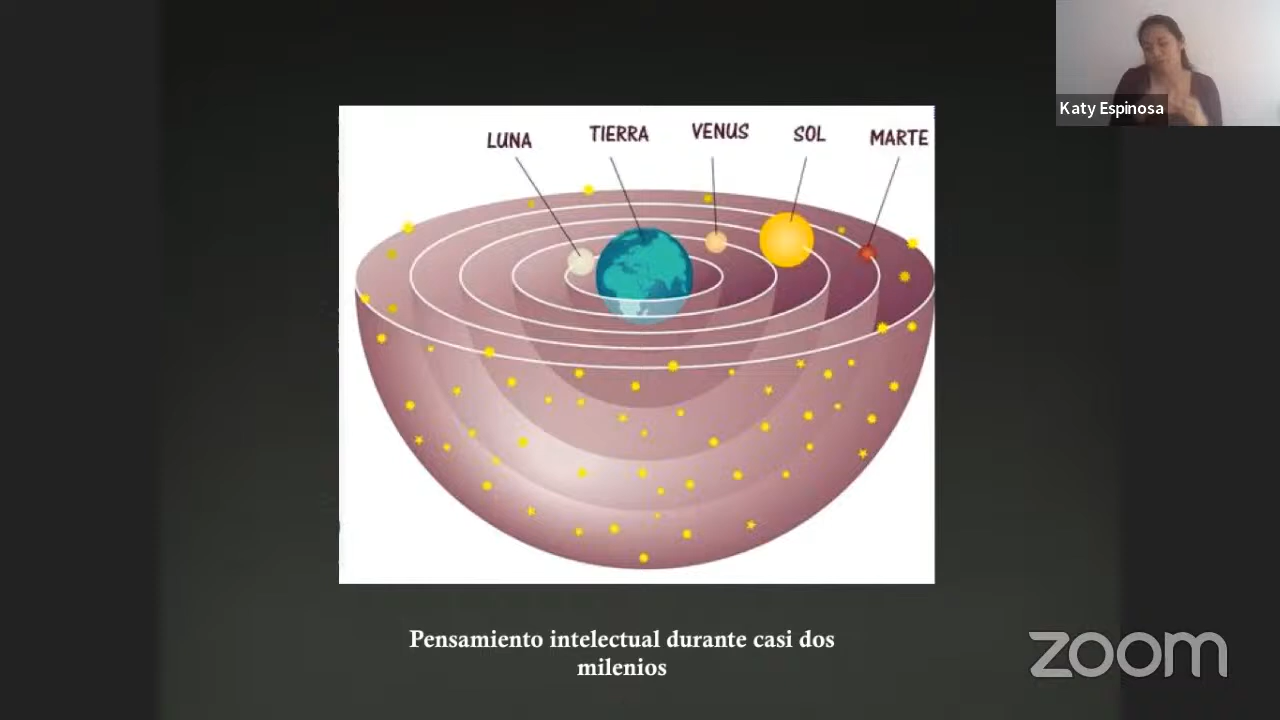 Katy Espinosa
LUNA
TIERRA
VENUS
SOL
MARTE
Pensamiento intelectual durante casi dos
milenios
zoom